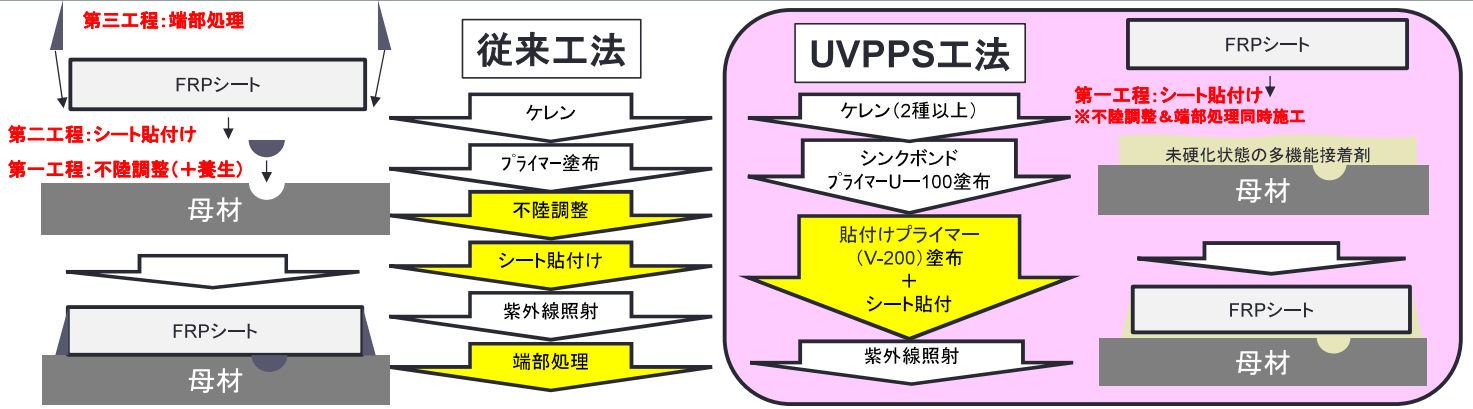 第三工程：端部処理
FRPシート
第二工程：シート貼付け
第一工程：不陸調整（＋養生）
母材
FRPシート
母材
従来工法
ケレン
プライマー塗布
不陸調整
シート貼付け
紫外線照射
端部処理
UVPPS工法
ケレン（2種以上）
シンクボンド
プライマーU－100塗布
貼付けプライマー
（V-200）塗布
＋
シート貼付
紫外線照射
FRPシート
第一工程：シート貼付け
※不陸調整＆端部処理同時施工
未硬化状態の多機能接着剤
母材
FRPシート
母材